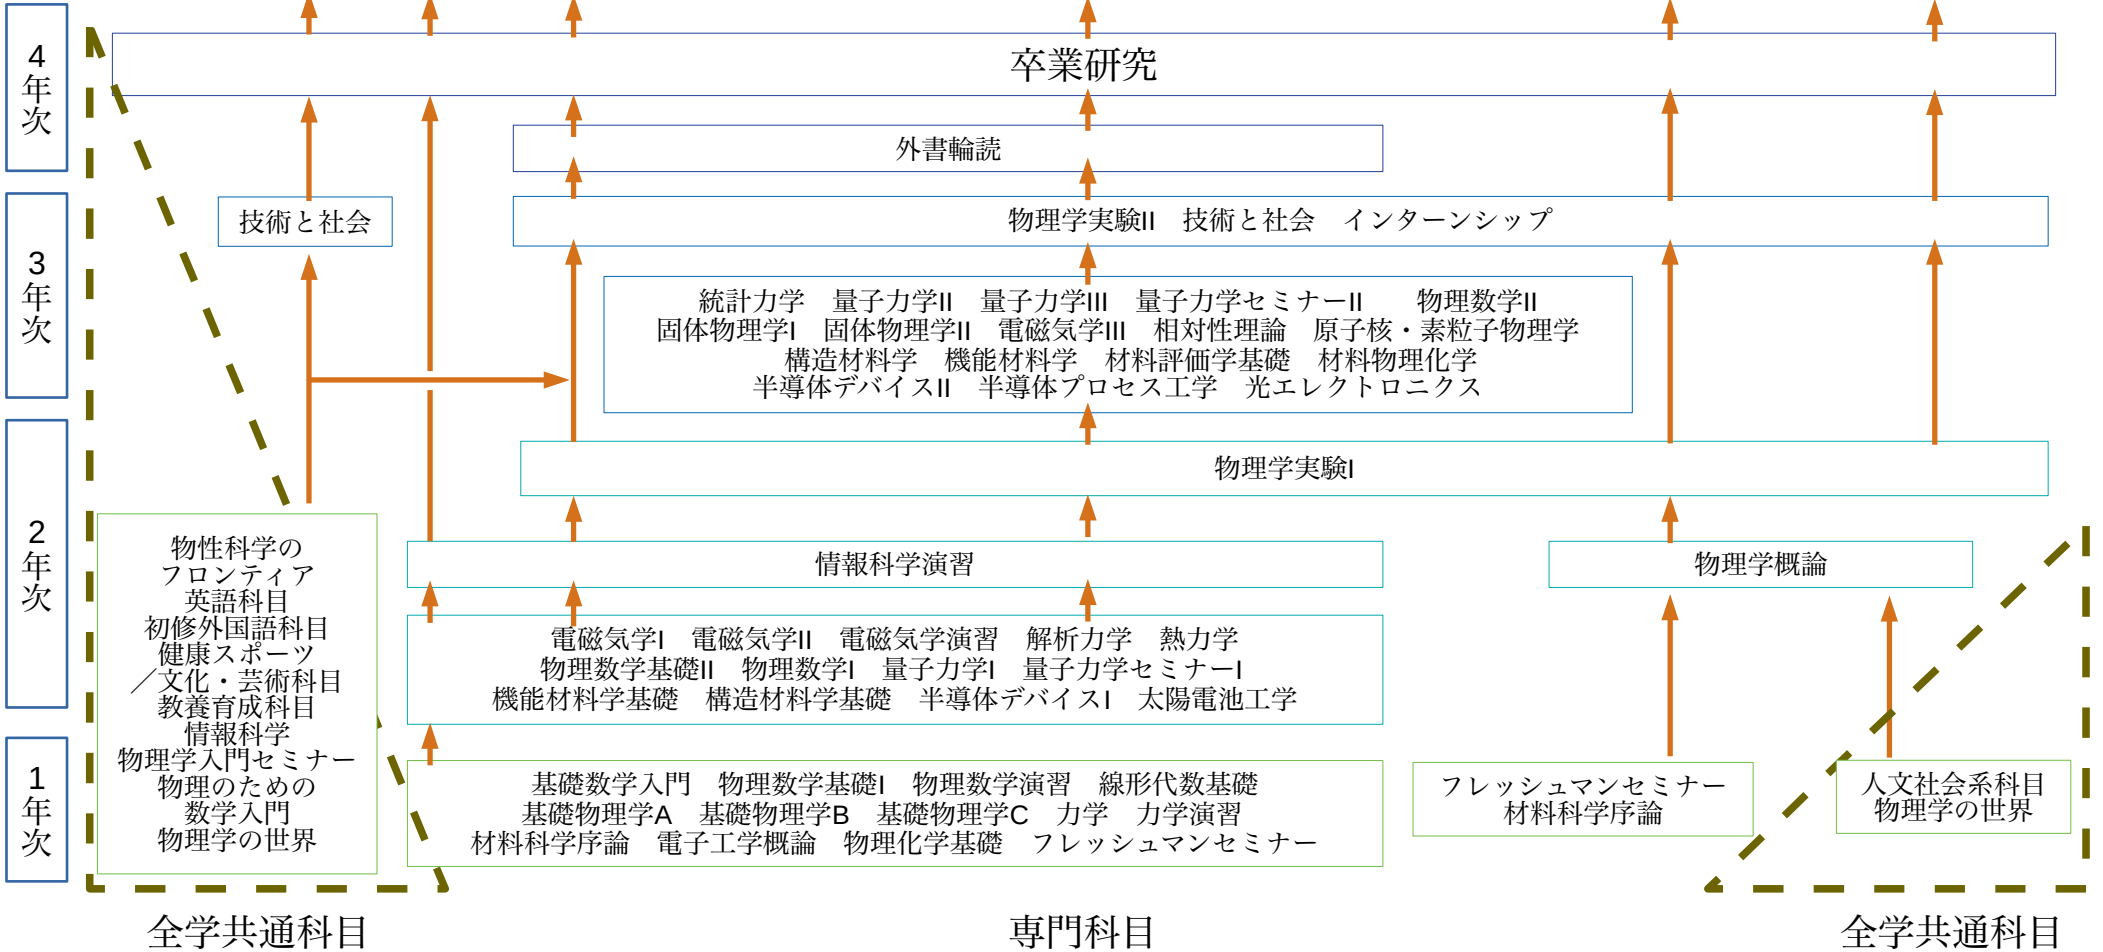 4
年
次
卒業研究
外書輪読
3
年
次
技術と社会
物理学実験II　技術と社会　インターンシップ
統計力学　量子力学II　量子力学III　量子力学セミナーII　　物理数学II
固体物理学I　固体物理学II　電磁気学III　相対性理論　原子核・素粒子物理学
構造材料学　機能材料学　材料評価学基礎　材料物理化学
半導体デバイスII　半導体プロセス工学　光エレクトロニクス
2
年
次
物理学実験I
情報科学演習
物理学概論
電磁気学I　電磁気学II　電磁気学演習　解析力学　熱力学
物理数学基礎II　物理数学I　量子力学I　量子力学セミナーI
機能材料学基礎　構造材料学基礎　半導体デバイスI　太陽電池工学
物性科学の
フロンティア
英語科目
初修外国語科目
健康スポーツ
／文化・芸術科目
教養育成科目
情報科学
物理学入門セミナー
物理のための
数学入門
物理学の世界
1
年
次
基礎数学入門　物理数学基礎I　物理数学演習　線形代数基礎
基礎物理学A　基礎物理学B　基礎物理学C　力学　力学演習
材料科学序論　電子工学概論　物理化学基礎　フレッシュマンセミナー
フレッシュマンセミナー
材料科学序論
人文社会系科目
物理学の世界
全学共通科目
専門科目
全学共通科目